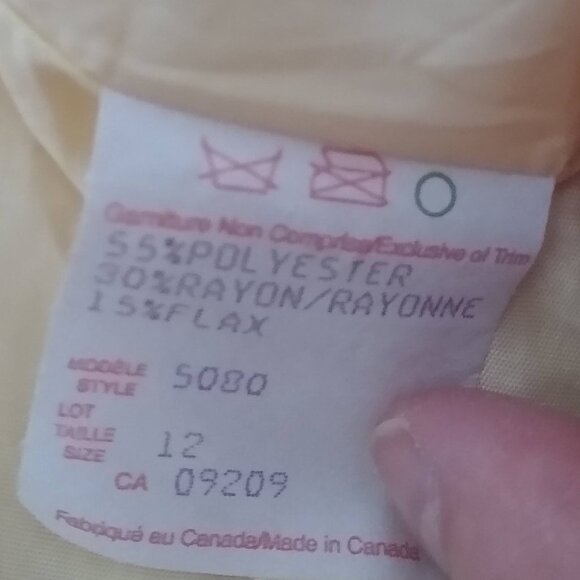 Garniture Non Comprise/Exclusive of Trim
55%POLYESTER
30%RAYON/RAYONNE
15%FLAX
MODÈLE
STYLE 5080
LOT
TAILLE
SIZE 12
CA 09209
Fabriqué au Canada/Made in Canada